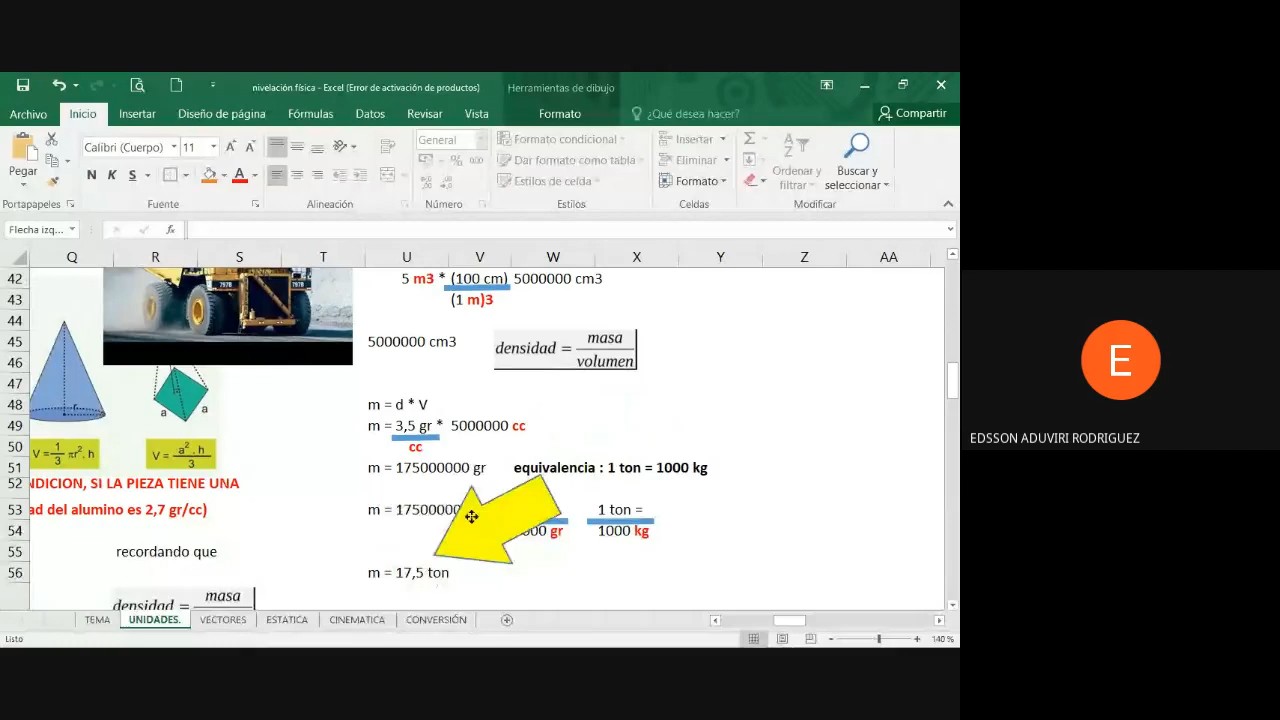 nivelación física - Excel (Error de activación de productos)
Herramientas de dibujo
Archivo Inicio Insertar Diseño de página Fórmulas Datos Revisar Vista Formato ¿Qué desea hacer? Compartir
Pegar
Calibri (Cuerpo) 11
N K S
General
Formato condicional
Dar formato como tabla
Estilos de celda
Insertar
Eliminar
Formato
Ordenar y filtrar
Buscar y seleccionar
Portapapeles Fuente Alineación Número Estilos Celdas Modificar
Flecha izq...
fx
Q R S T U V W X Y Z AA
42 5 m3 * (100 cm) 5000000 cm3
43 (1 m)3
44
45 5000000 cm3 densidad = masa
46 volumen
47 a a
48 m = d * V
49 m = 3,5 gr * 5000000 cc
50 cc
V = 1/3 πr². h V = a². h/3
51 m = 175000000 gr equivalencia : 1 ton = 1000 kg
52 NDICION, SI LA PIEZA TIENE UNA
53 ad del alumino es 2,7 gr/cc) m = 17500000 1 ton =
54 gr 1000 kg
55 recordando que
56 m = 17,5 ton
densidad = masa
TEMA UNIDADES. VECTORES ESTATICA CINEMATICA CONVERSIÓN
Listo
140 %
797B 797B
r
E
EDSSON ADUVIRI RODRIGUEZ